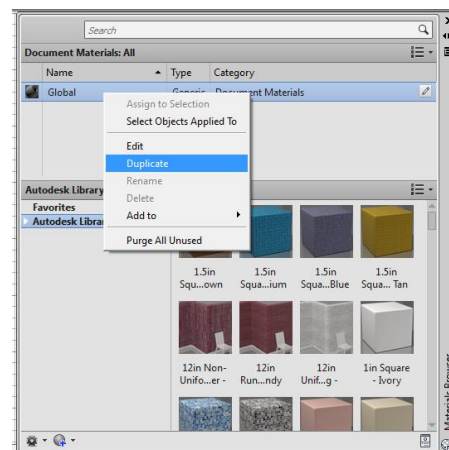 Search
Document Materials: All
Name Type Category
Global Generic Document Materials
Assign to Selection
Select Objects Applied To
Edit
Duplicate
Rename
Delete
Add to
Purge All Unused
Autodesk Library
Favorites
Autodesk Libra
1.5in 1.5in 1.5in 1.5in
Squ...own Squa...ium Squa...Blue Squa... Tan
12in Non- 12in 12in 1in Square
Unifo...er - Run...ndy Unif...g - - Ivory
Materials Browser